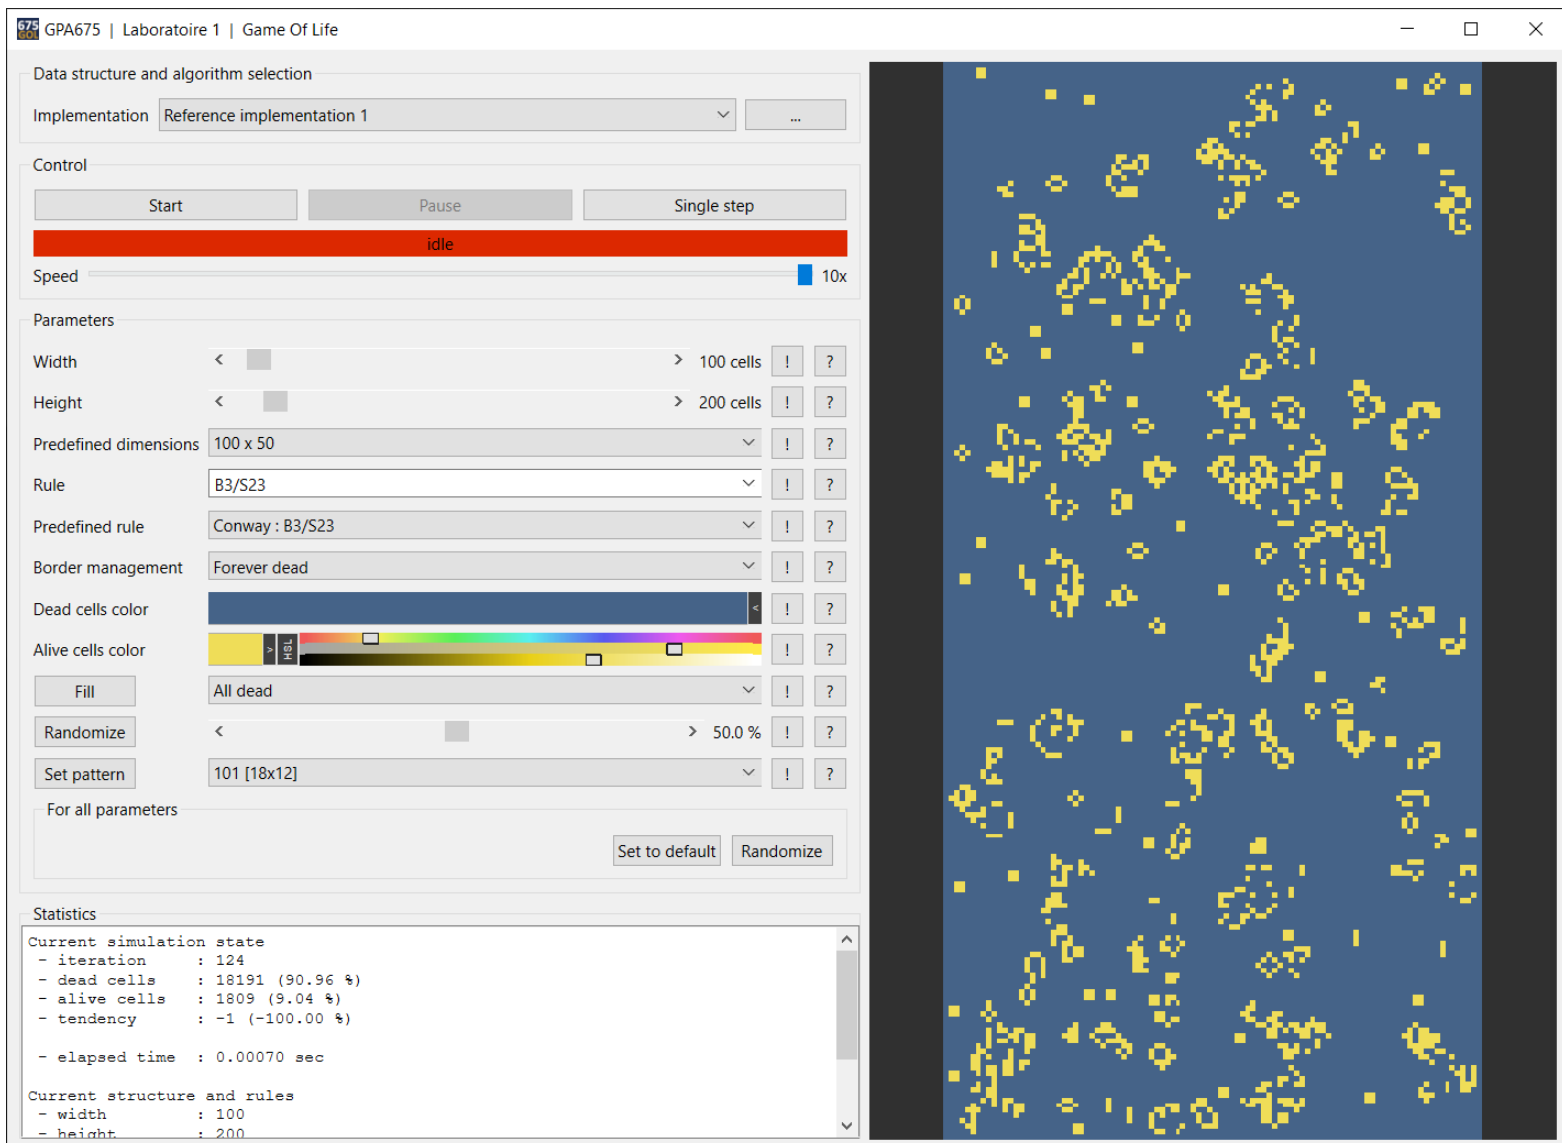 675
GOL
GPA675 | Laboratoire 1 | Game Of Life
Data structure and algorithm selection
Implementation Reference implementation 1 ...
Control
Start Pause Single step
idle
Speed 10x
Parameters
Width < > 100 cells ! ?
Height < > 200 cells ! ?
Predefined dimensions 100 x 50 ! ?
Rule B3/S23 ! ?
Predefined rule Conway : B3/S23 ! ?
Border management Forever dead ! ?
Dead cells color < ! ?
Alive cells color > HSL ! ?
Fill All dead ! ?
Randomize < > 50.0 % ! ?
Set pattern 101 [18x12] ! ?
For all parameters
Set to default Randomize
Statistics
Current simulation state
- iteration : 124
- dead cells : 18191 (90.96 %)
- alive cells : 1809 (9.04 %)
- tendency : -1 (-100.00 %)
- elapsed time : 0.00070 sec
Current structure and rules
- width : 100
- height : 200